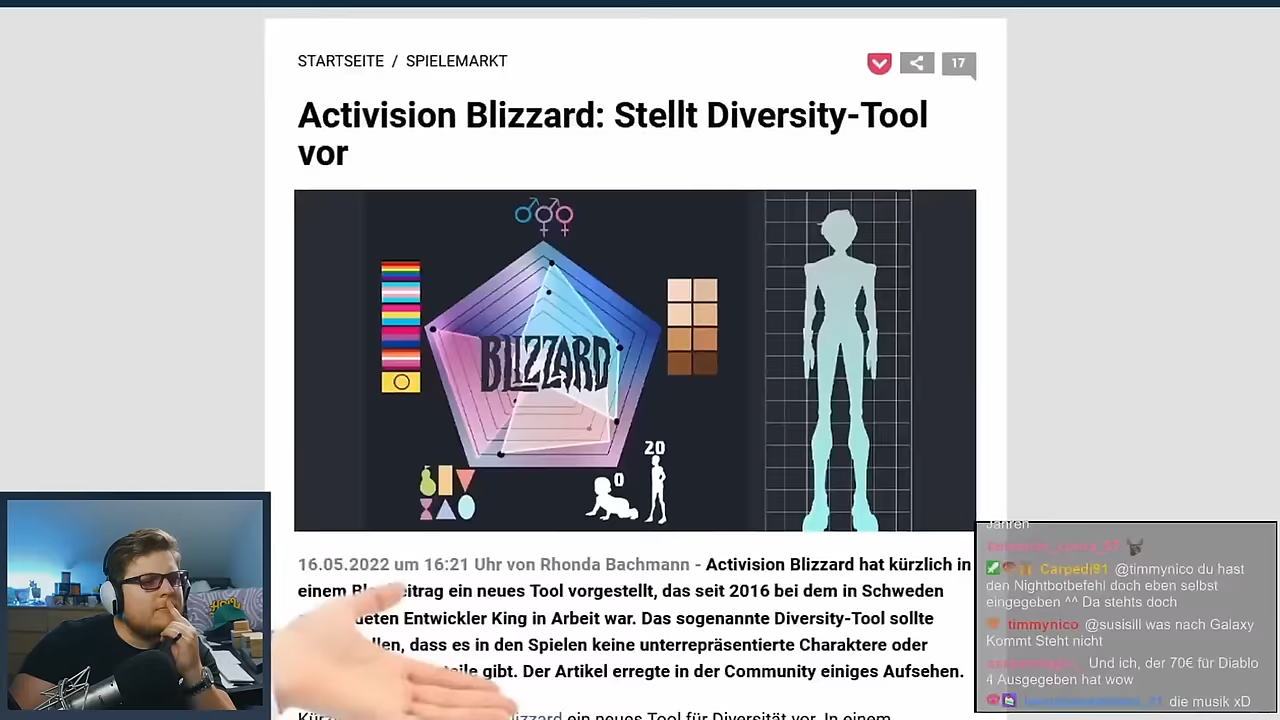 STARTSEITE / SPIELEMARKT
17
Activision Blizzard: Stellt Diversity-Tool
vor
BLIZZARD
20
0
16.05.2022 um 16:21 Uhr von Rhonda Bachmann - Activision Blizzard hat kürzlich in
einem ein neues Tool vorgestellt, das seit 2016 bei dem in Schweden
Entwickler King in Arbeit war. Das sogenannte Diversity-Tool sollte
dass es in den Spielen keine unterrepräsentierte Charaktere oder
gibt. Der Artikel erregte in der Community einiges Aufsehen.
ein neues Tool für Diversität vor. In einem
Jahren
Carpedj91 @timmynico du hast
den Nightbotbefehl doch eben selbst
eingegeben ^^ Da stehts doch
timmynico @susisill was nach Galaxy
Kommt Steht nicht
Und ich, der 70€ für Diablo
4 Ausgegeben hat wow
die musik xD